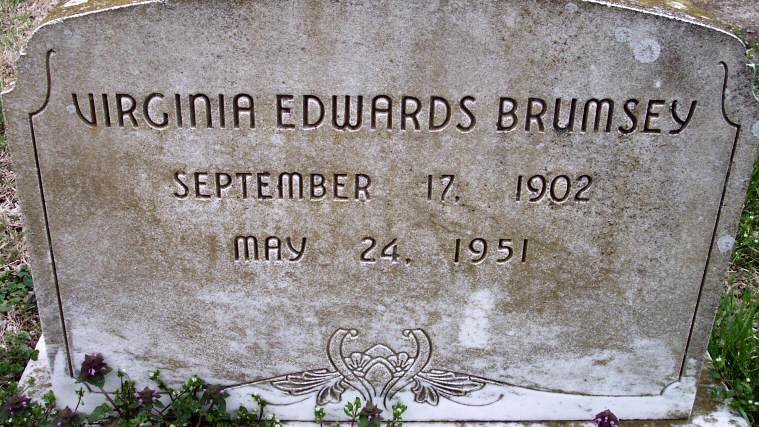 VIRGINIA EDWARDS BRUMSEY
SEPTEMBER 17, 1902
MAY 24, 1951